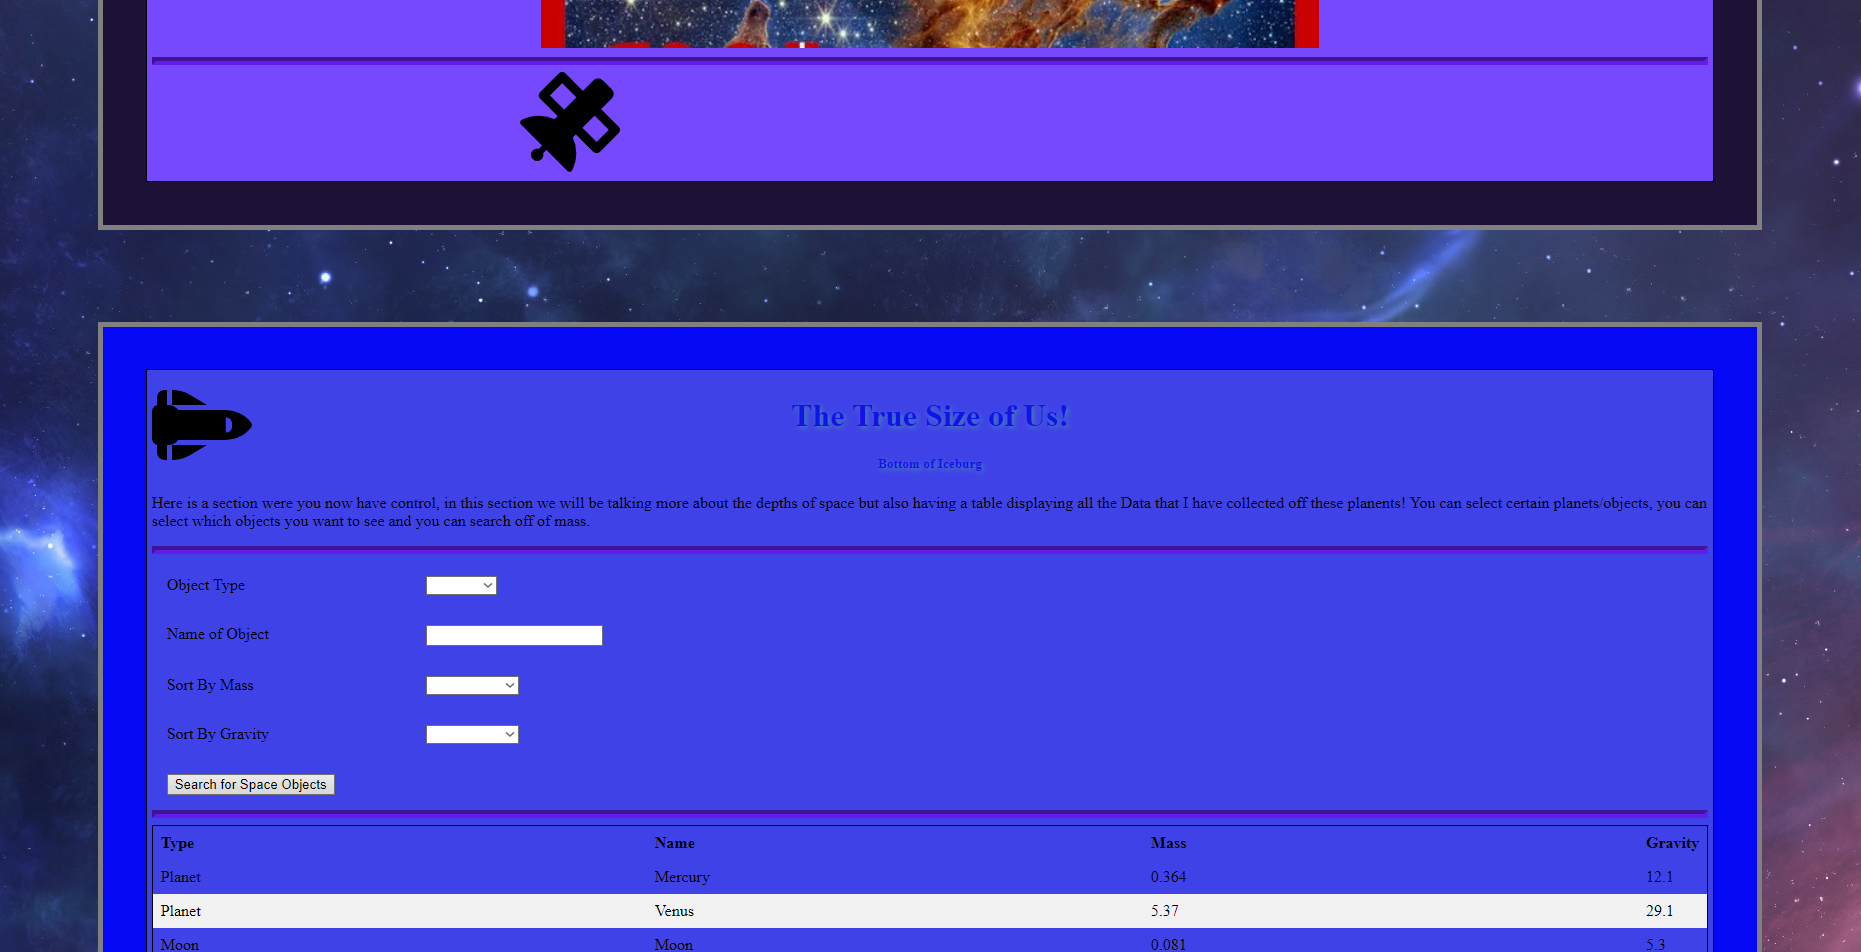 The True Size of Us!
Bottom of Iceburg
Here is a section were you now have control, in this section we will be talking more about the depths of space but also having a table displaying all the Data that I have collected off these planents! You can select certain planets/objects, you can
select which objects you want to see and you can search off of mass.
Object Type
Name of Object
Sort By Mass
Sort By Gravity
Search for Space Objects
Type Name Mass Gravity
Planet Mercury 0.364 12.1
Planet Venus 5.37 29.1
Moon Moon 0.081 5.3